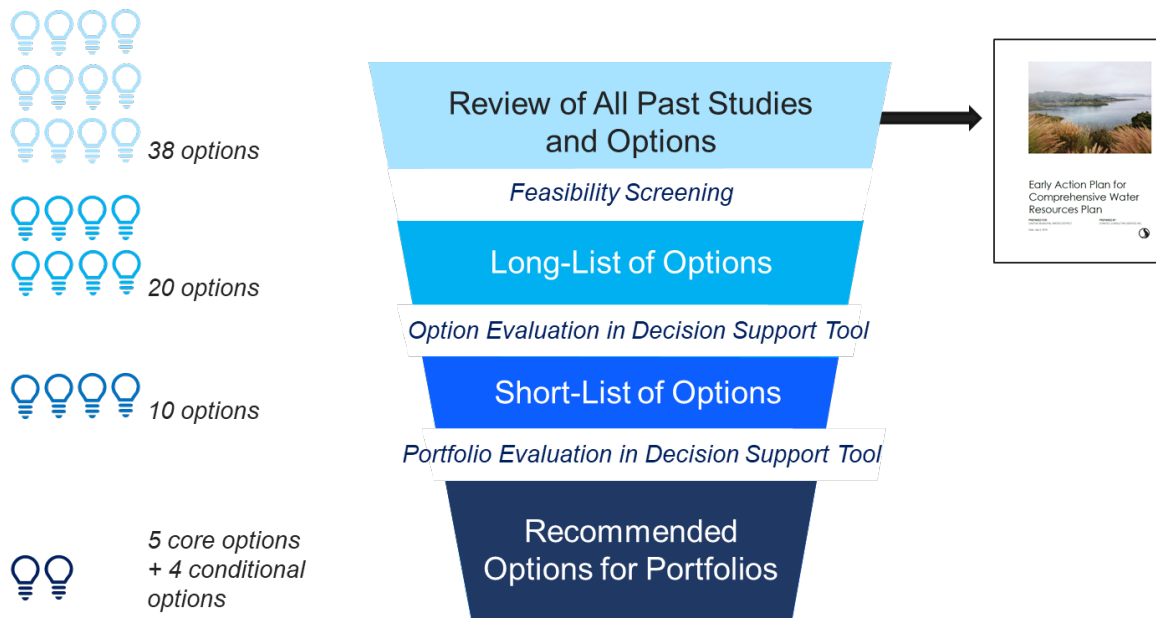 38 options
20 options
10 options
5 core options
+ 4 conditional
options
Review of All Past Studies
and Options
Feasibility Screening
Long-List of Options
Option Evaluation in Decision Support Tool
Short-List of Options
Portfolio Evaluation in Decision Support Tool
Recommended
Options for Portfolios
Early Action Plan for
Comprehensive Water
Resources Plan